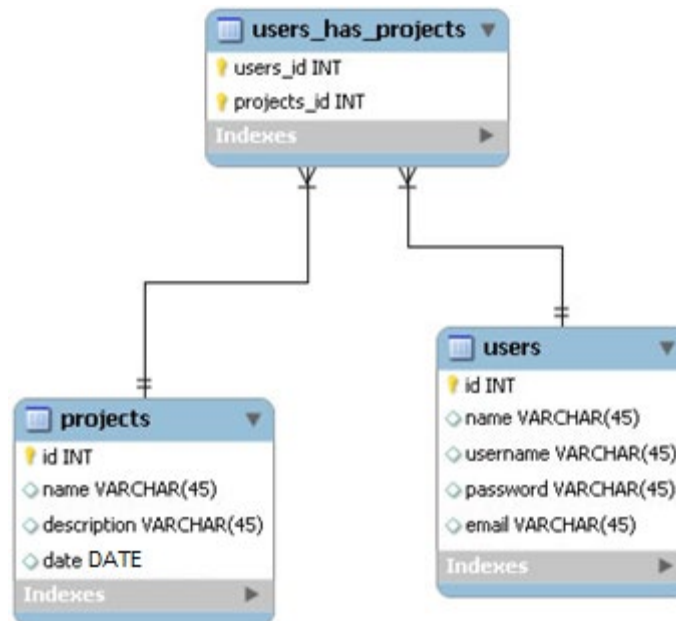 users_has_projects
users_id INT
projects_id INT
Indexes
projects
id INT
name VARCHAR(45)
description VARCHAR(45)
date DATE
Indexes
users
id INT
name VARCHAR(45)
username VARCHAR(45)
password VARCHAR(45)
email VARCHAR(45)
Indexes